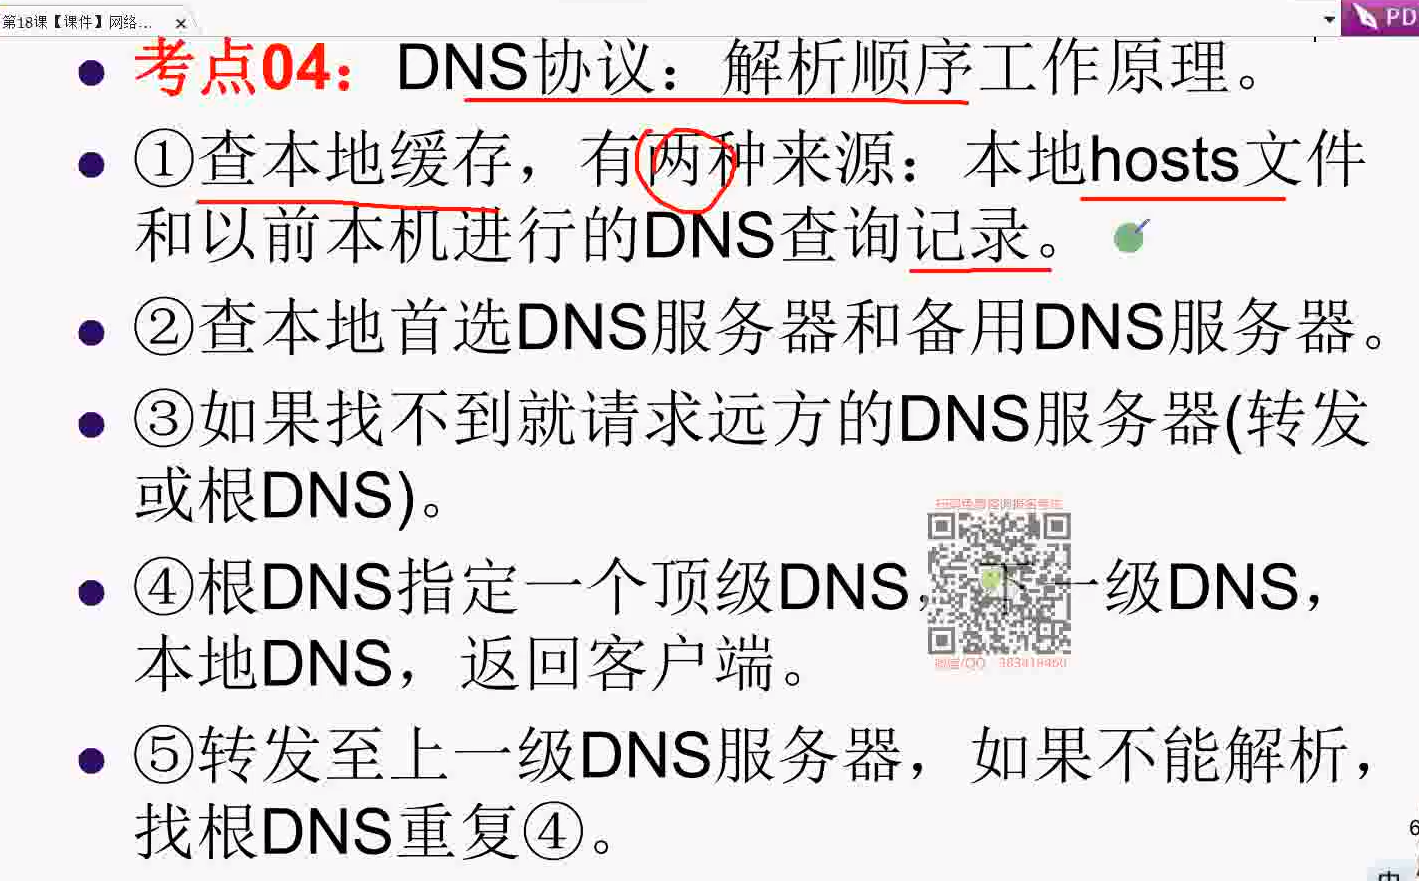 第18课【课件】网络...
PD
考点04：DNS协议：解析顺序工作原理。
①查本地缓存，有两种来源：本地hosts文件
和以前本机进行的DNS查询记录。
②查本地首选DNS服务器和备用DNS服务器。
③如果找不到就请求远方的DNS服务器(转发
或根DNS)。
④根DNS指定一个顶级DNS，下一级DNS，
本地DNS，返回客户端。
⑤转发至上一级DNS服务器，如果不能解析，
找根DNS重复④。
微信/QQ 383418460
6
中